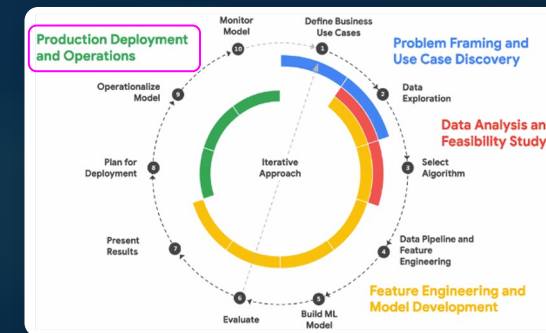 Production Deployment
and Operations
Monitor
Model
10
Define Business
Use Cases
1
Problem Framing and
Use Case Discovery
Operationalize
Model
9
2
Data
Exploration
Data Analysis an
Feasibility Study
Plan for
Deployment
8
Iterative
Approach
3
Select
Algorithm
Present
Results
7
4
Data Pipeline and
Feature
Engineering
6
Evaluate
5
Build ML
Model
Feature Engineering and
Model Development